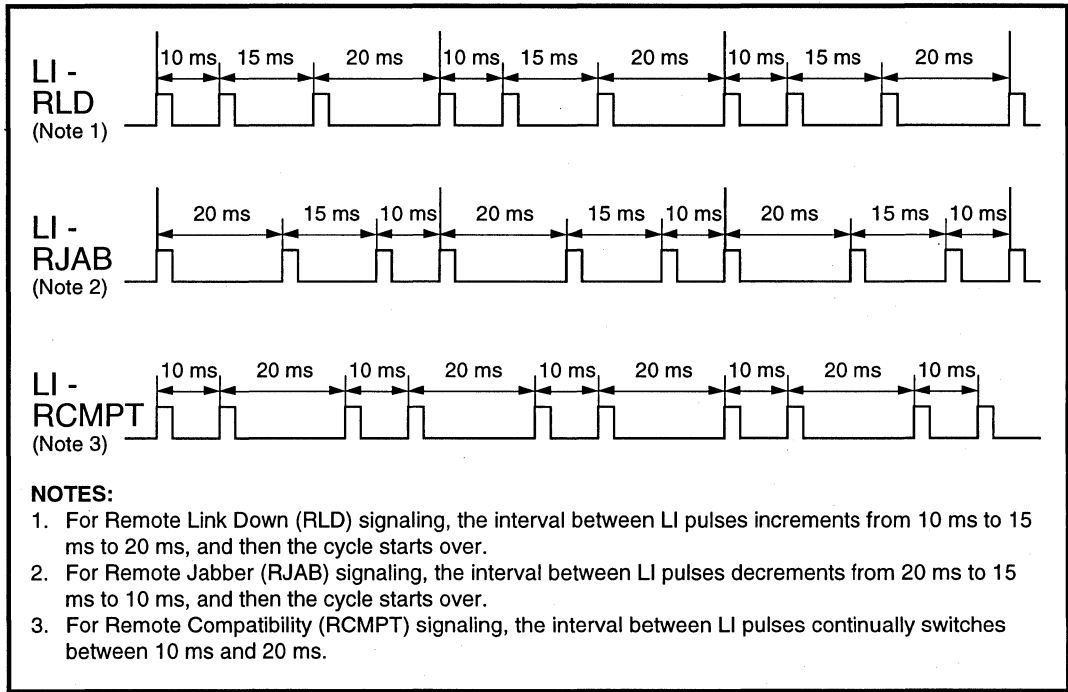 10 ms 15 ms 20 ms 10 ms 15 ms 20 ms 10 ms 15 ms 20 ms
LI -
RLD
(Note 1)
20 ms 15 ms 10 ms 20 ms 15 ms 10 ms 20 ms 15 ms 10 ms
LI -
RJAB
(Note 2)
10 ms 20 ms 10 ms 20 ms 10 ms 20 ms 10 ms 20 ms 10 ms
LI -
RCMPT
(Note 3)
NOTES:
1. For Remote Link Down (RLD) signaling, the interval between LI pulses increments from 10 ms to 15
ms to 20 ms, and then the cycle starts over.
2. For Remote Jabber (RJAB) signaling, the interval between LI pulses decrements from 20 ms to 15
ms to 10 ms, and then the cycle starts over.
3. For Remote Compatibility (RCMPT) signaling, the interval between LI pulses continually switches
between 10 ms and 20 ms.